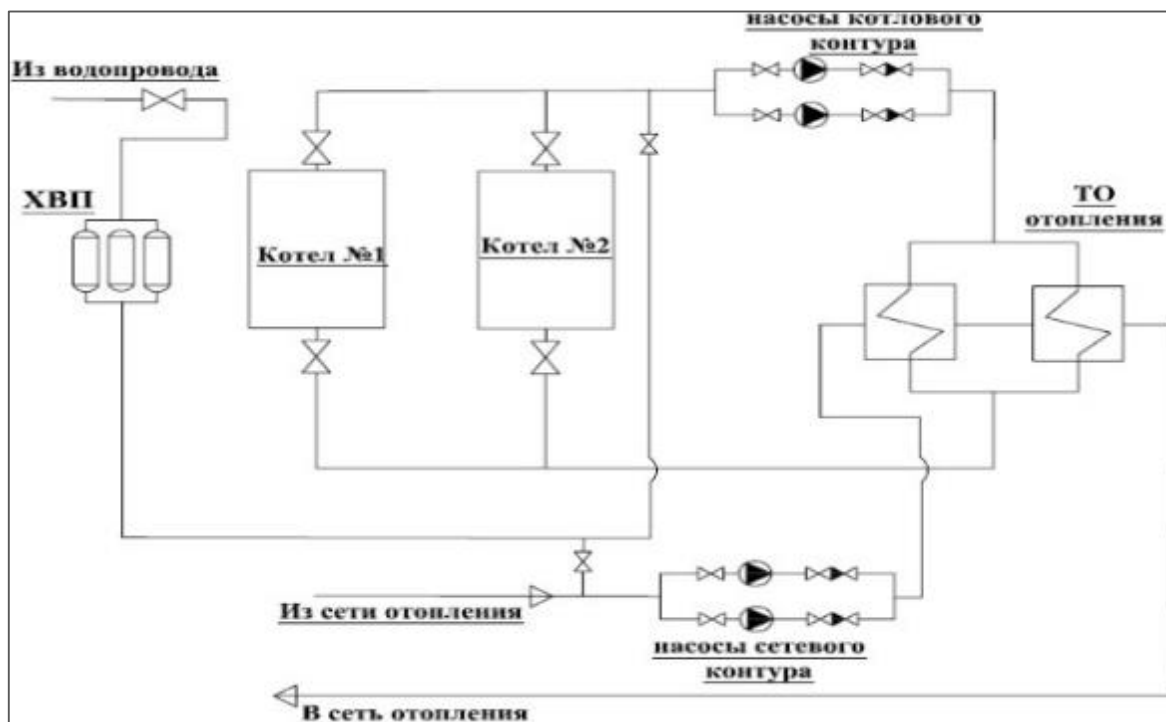 насосы котлового
контура
Из водопровода
ХВП
Котел №1
Котел №2
ТО
отопления
Из сети отопления
насосы сетевого
контура
В сеть отопления